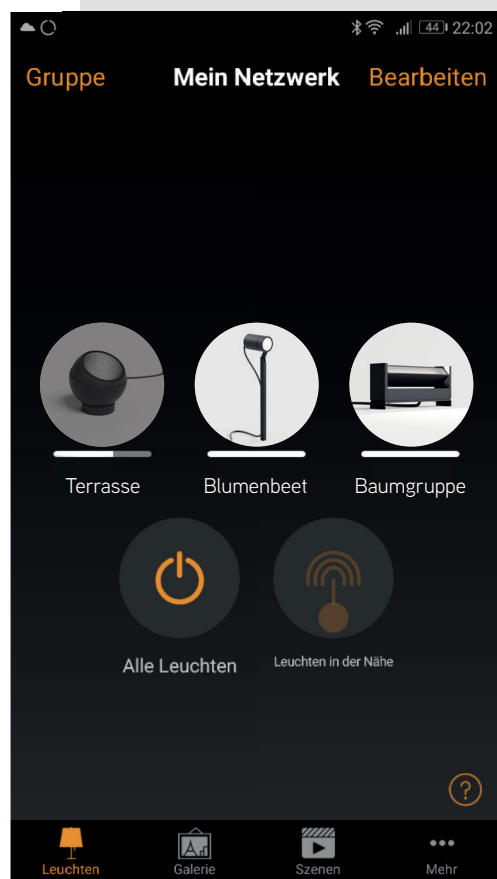 44 22:02
Gruppe Mein Netzwerk Bearbeiten
Terrasse Blumenbeet Baumgruppe
Alle Leuchten Leuchten in der Nähe
?
Leuchten Galerie Szenen Mehr